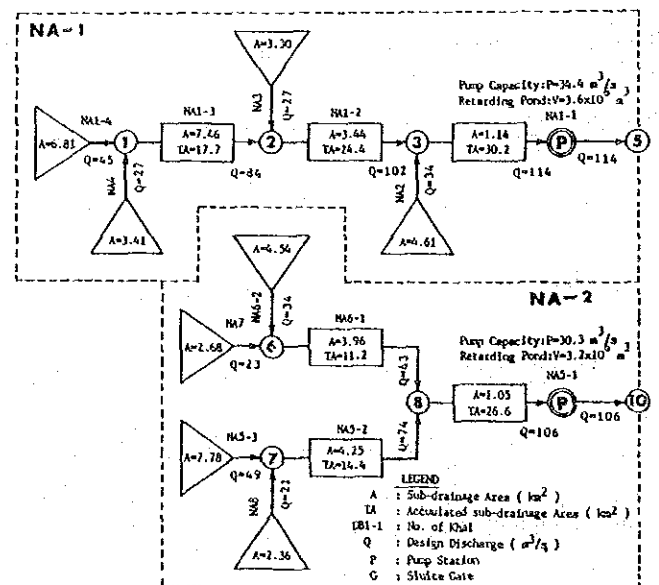 NA-1
A=3.30
NA3
Q=27
Pump Capacity:P=34.4 m³/s
Retarding Pond:V=3.6x10⁶ m³
NA1-4
NA1-3
NA1-2
NA1-1
A=6.81
1
A=7.46
TA=17.7
2
A=3.44
TA=24.4
3
A=1.14
TA=30.2
P
5
Q=45
Q=27
NA4
Q=84
Q=102
NA2
Q=34
Q=114
Q=114
A=3.41
A=4.61
A=4.54
NA-2
NA6-2
Q=34
NA7
NA6-1
Pump Capacity:P=30.3 m³/s
Retarding Pond:V=3.2x10⁶ m³
A=2.68
6
A=3.96
TA=11.2
Q=63
NA5-1
Q=23
8
A=1.05
TA=26.6
P
10
NA5-3
NA5-2
Q=74
Q=106
Q=106
A=7.78
7
A=4.25
TA=14.4
Q=49
NA8
A=2.36
LEGEND
A : Sub-drainage Area ( km² )
TA : Accuulated sub-drainage Area ( km² )
DB1-1 : No. of Khal
Q : Design Discharge ( m³/s )
P : Pump Station
G : Sluice Gate